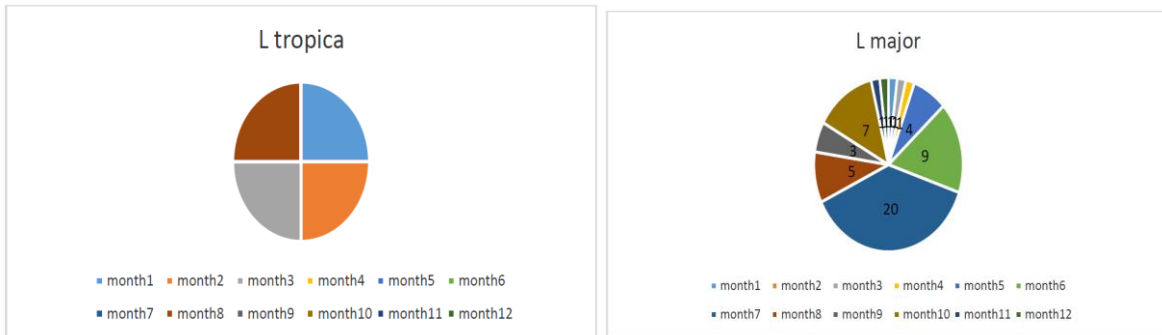 L tropica
month1 month2 month3 month4 month5 month6
month7 month8 month9 month10 month11 month12
L major
4
9
20
5
3
7
month1 month2 month3 month4 month5 month6
month7 month8 month9 month10 month11 month12